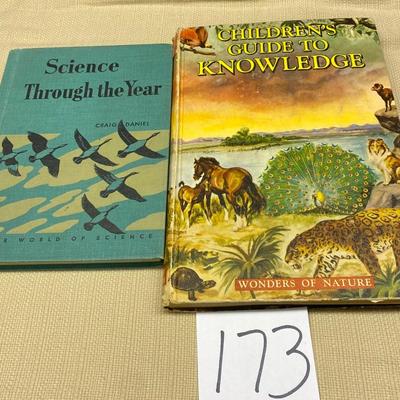 Science
Through the Year
CRAIG DANIEL
R WORLD OF SCIENCE
CHILDREN'S
GUIDE TO
KNOWLEDGE
WONDERS OF NATURE
173